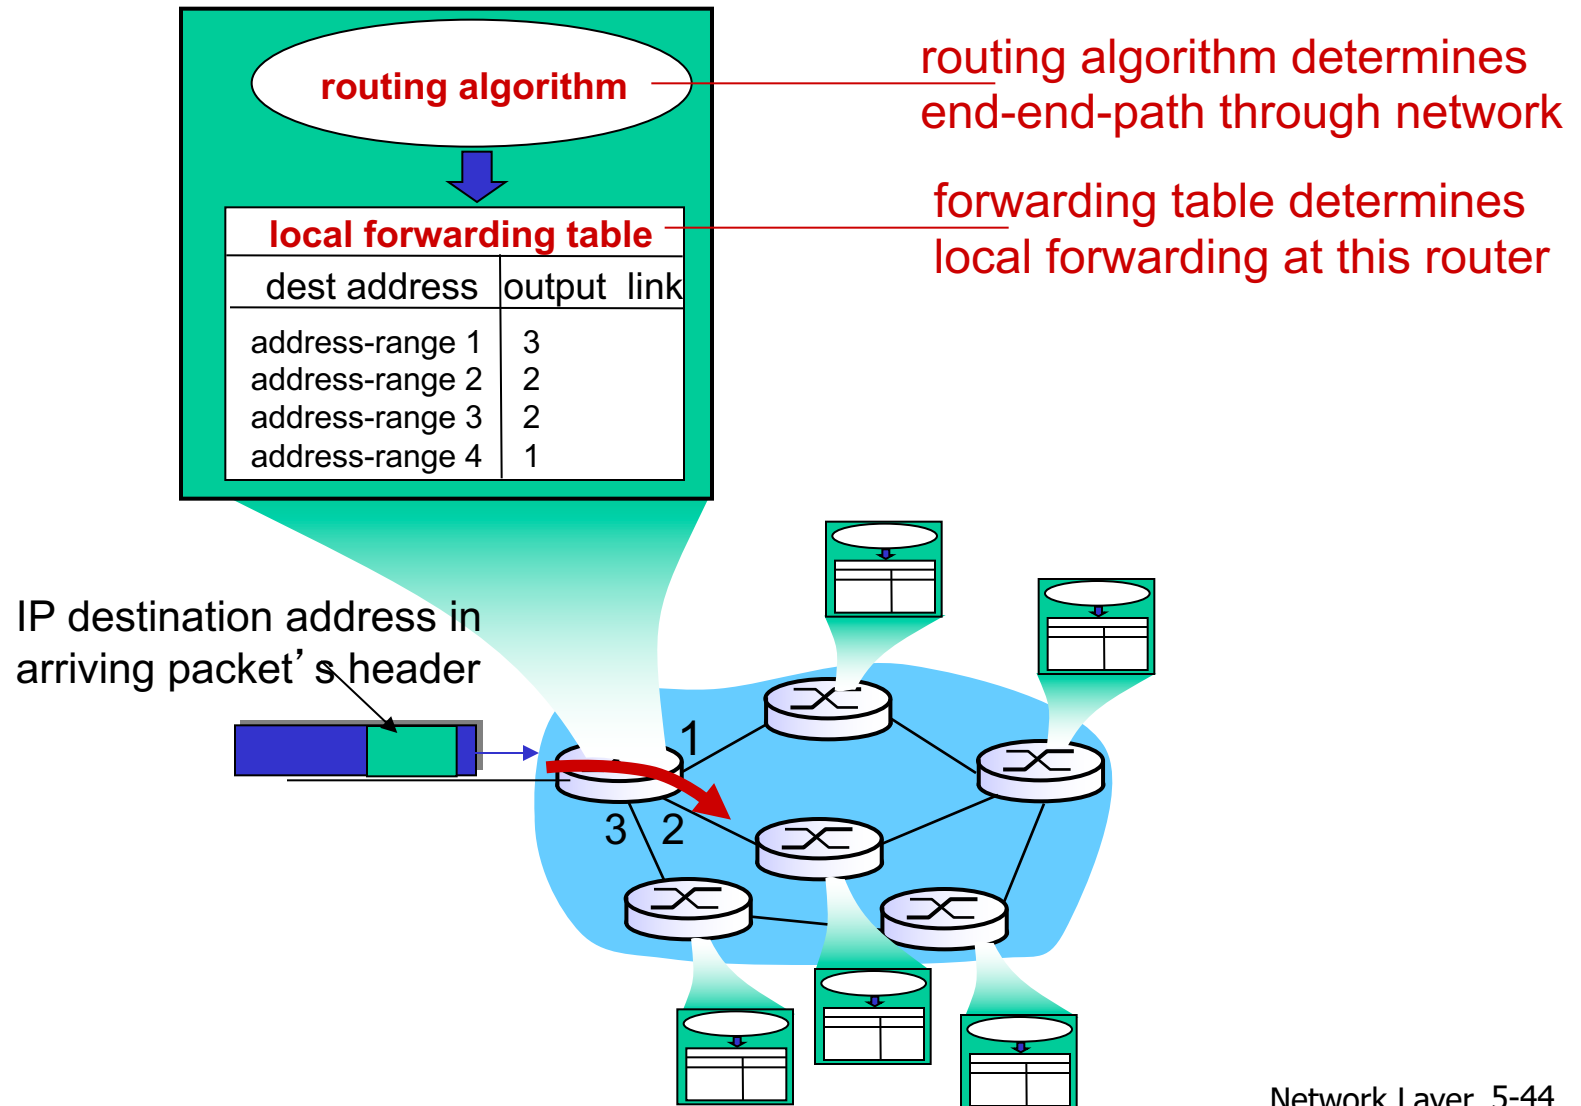 routing algorithm
routing algorithm determines
end-end-path through network
forwarding table determines
local forwarding at this router
local forwarding table
dest address output link
address-range 1 3
address-range 2 2
address-range 3 2
address-range 4 1
IP destination address in
arriving packet’s header
1
3 2
Network Layer 5-44